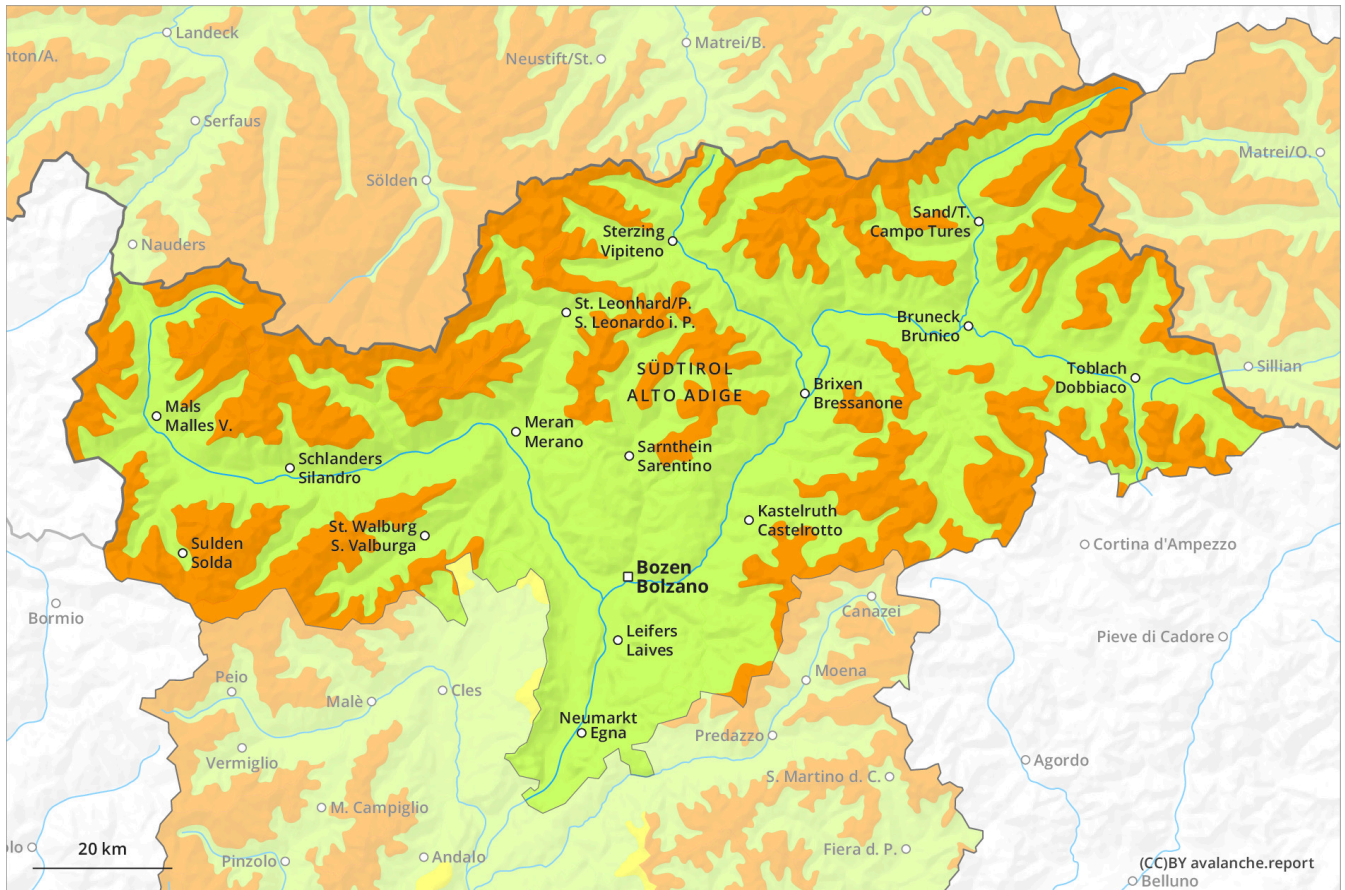 Landeck
nton/A.
Matrei/B.
Neustift/St.
Serfaus
Matrei/O.
Sölden
Nauders
Sand/T.
Campo Tures
Sterzing
Vipiteno
St. Leonhard/P.
S. Leonardo i. P.
Bruneck
Brunico
Sillian
Toblach
Dobbiaco
SÜDTIROL
ALTO ADIGE
Brixen
Bressanone
Mals
Malles V.
Meran
Merano
Sarnthein
Sarentino
Schlanders
Silandro
Kastelruth
Castelrotto
St. Walburg
S. Valburga
Sulden
Solda
Cortina d'Ampezzo
Bozen
Bolzano
Bormio
Canazei
Leifers
Laives
Pieve di Cadore
Peio
Moena
Malè
Cles
Neumarkt
Egna
Predazzo
Vermiglio
Agordo
S. Martino d. C.
M. Campiglio
olo
20 km
Pinzolo
Andalo
Fiera d. P.
(CC)BY avalanche.report
Belluno